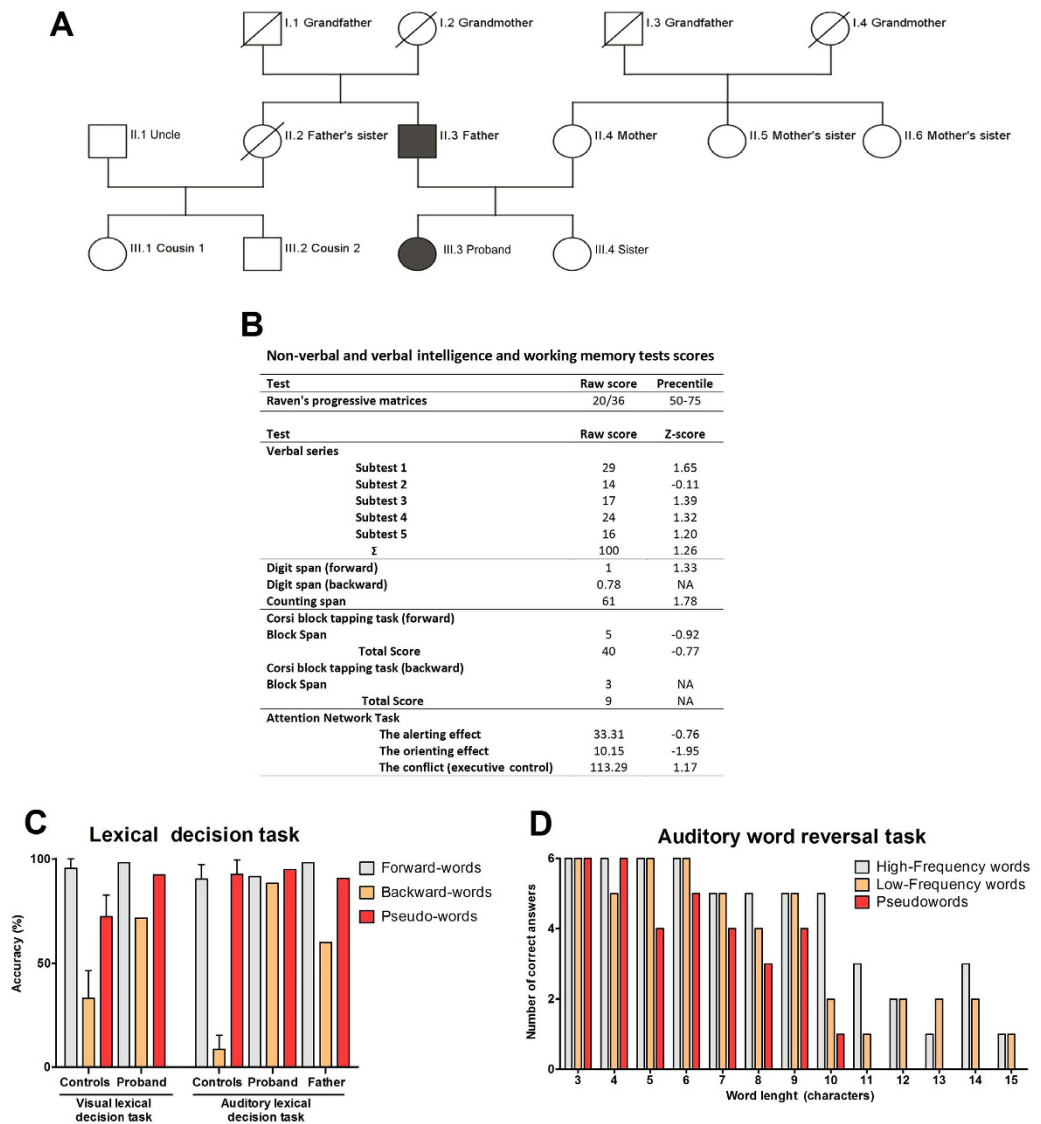 A
I.1 Grandfather
I.2 Grandmother
I.3 Grandfather
I.4 Grandmother
II.1 Uncle
II.2 Father's sister
II.3 Father
II.4 Mother
II.5 Mother's sister
II.6 Mother's sister
III.1 Cousin 1
III.2 Cousin 2
III.3 Proband
III.4 Sister
B
Non-verbal and verbal intelligence and working memory tests scores
Test Raw score Precentile
Raven's progressive matrices 20/36 50-75
Test Raw score Z-score
Verbal series
Subtest 1 29 1.65
Subtest 2 14 -0.11
Subtest 3 17 1.39
Subtest 4 24 1.32
Subtest 5 16 1.20
Σ 100 1.26
Digit span (forward) 1 1.33
Digit span (backward) 0.78 NA
Counting span 61 1.78
Corsi block tapping task (forward)
Block Span 5 -0.92
Total Score 40 -0.77
Corsi block tapping task (backward)
Block Span 3 NA
Total Score 9 NA
Attention Network Task
The alerting effect 33.31 -0.76
The orienting effect 10.15 -1.95
The conflict (executive control) 113.29 1.17
C
Lexical decision task
Accuracy (%)
100
50
0
Forward-words
Backward-words
Pseudo-words
Controls Proband Controls Proband Father
Visual lexical decision task
Auditory lexical decision task
D
Auditory word reversal task
Number of correct answers
6
4
2
0
High-Frequency words
Low-Frequency words
Pseudowords
3 4 5 6 7 8 9 10 11 12 13 14 15
Word lenght (characters)